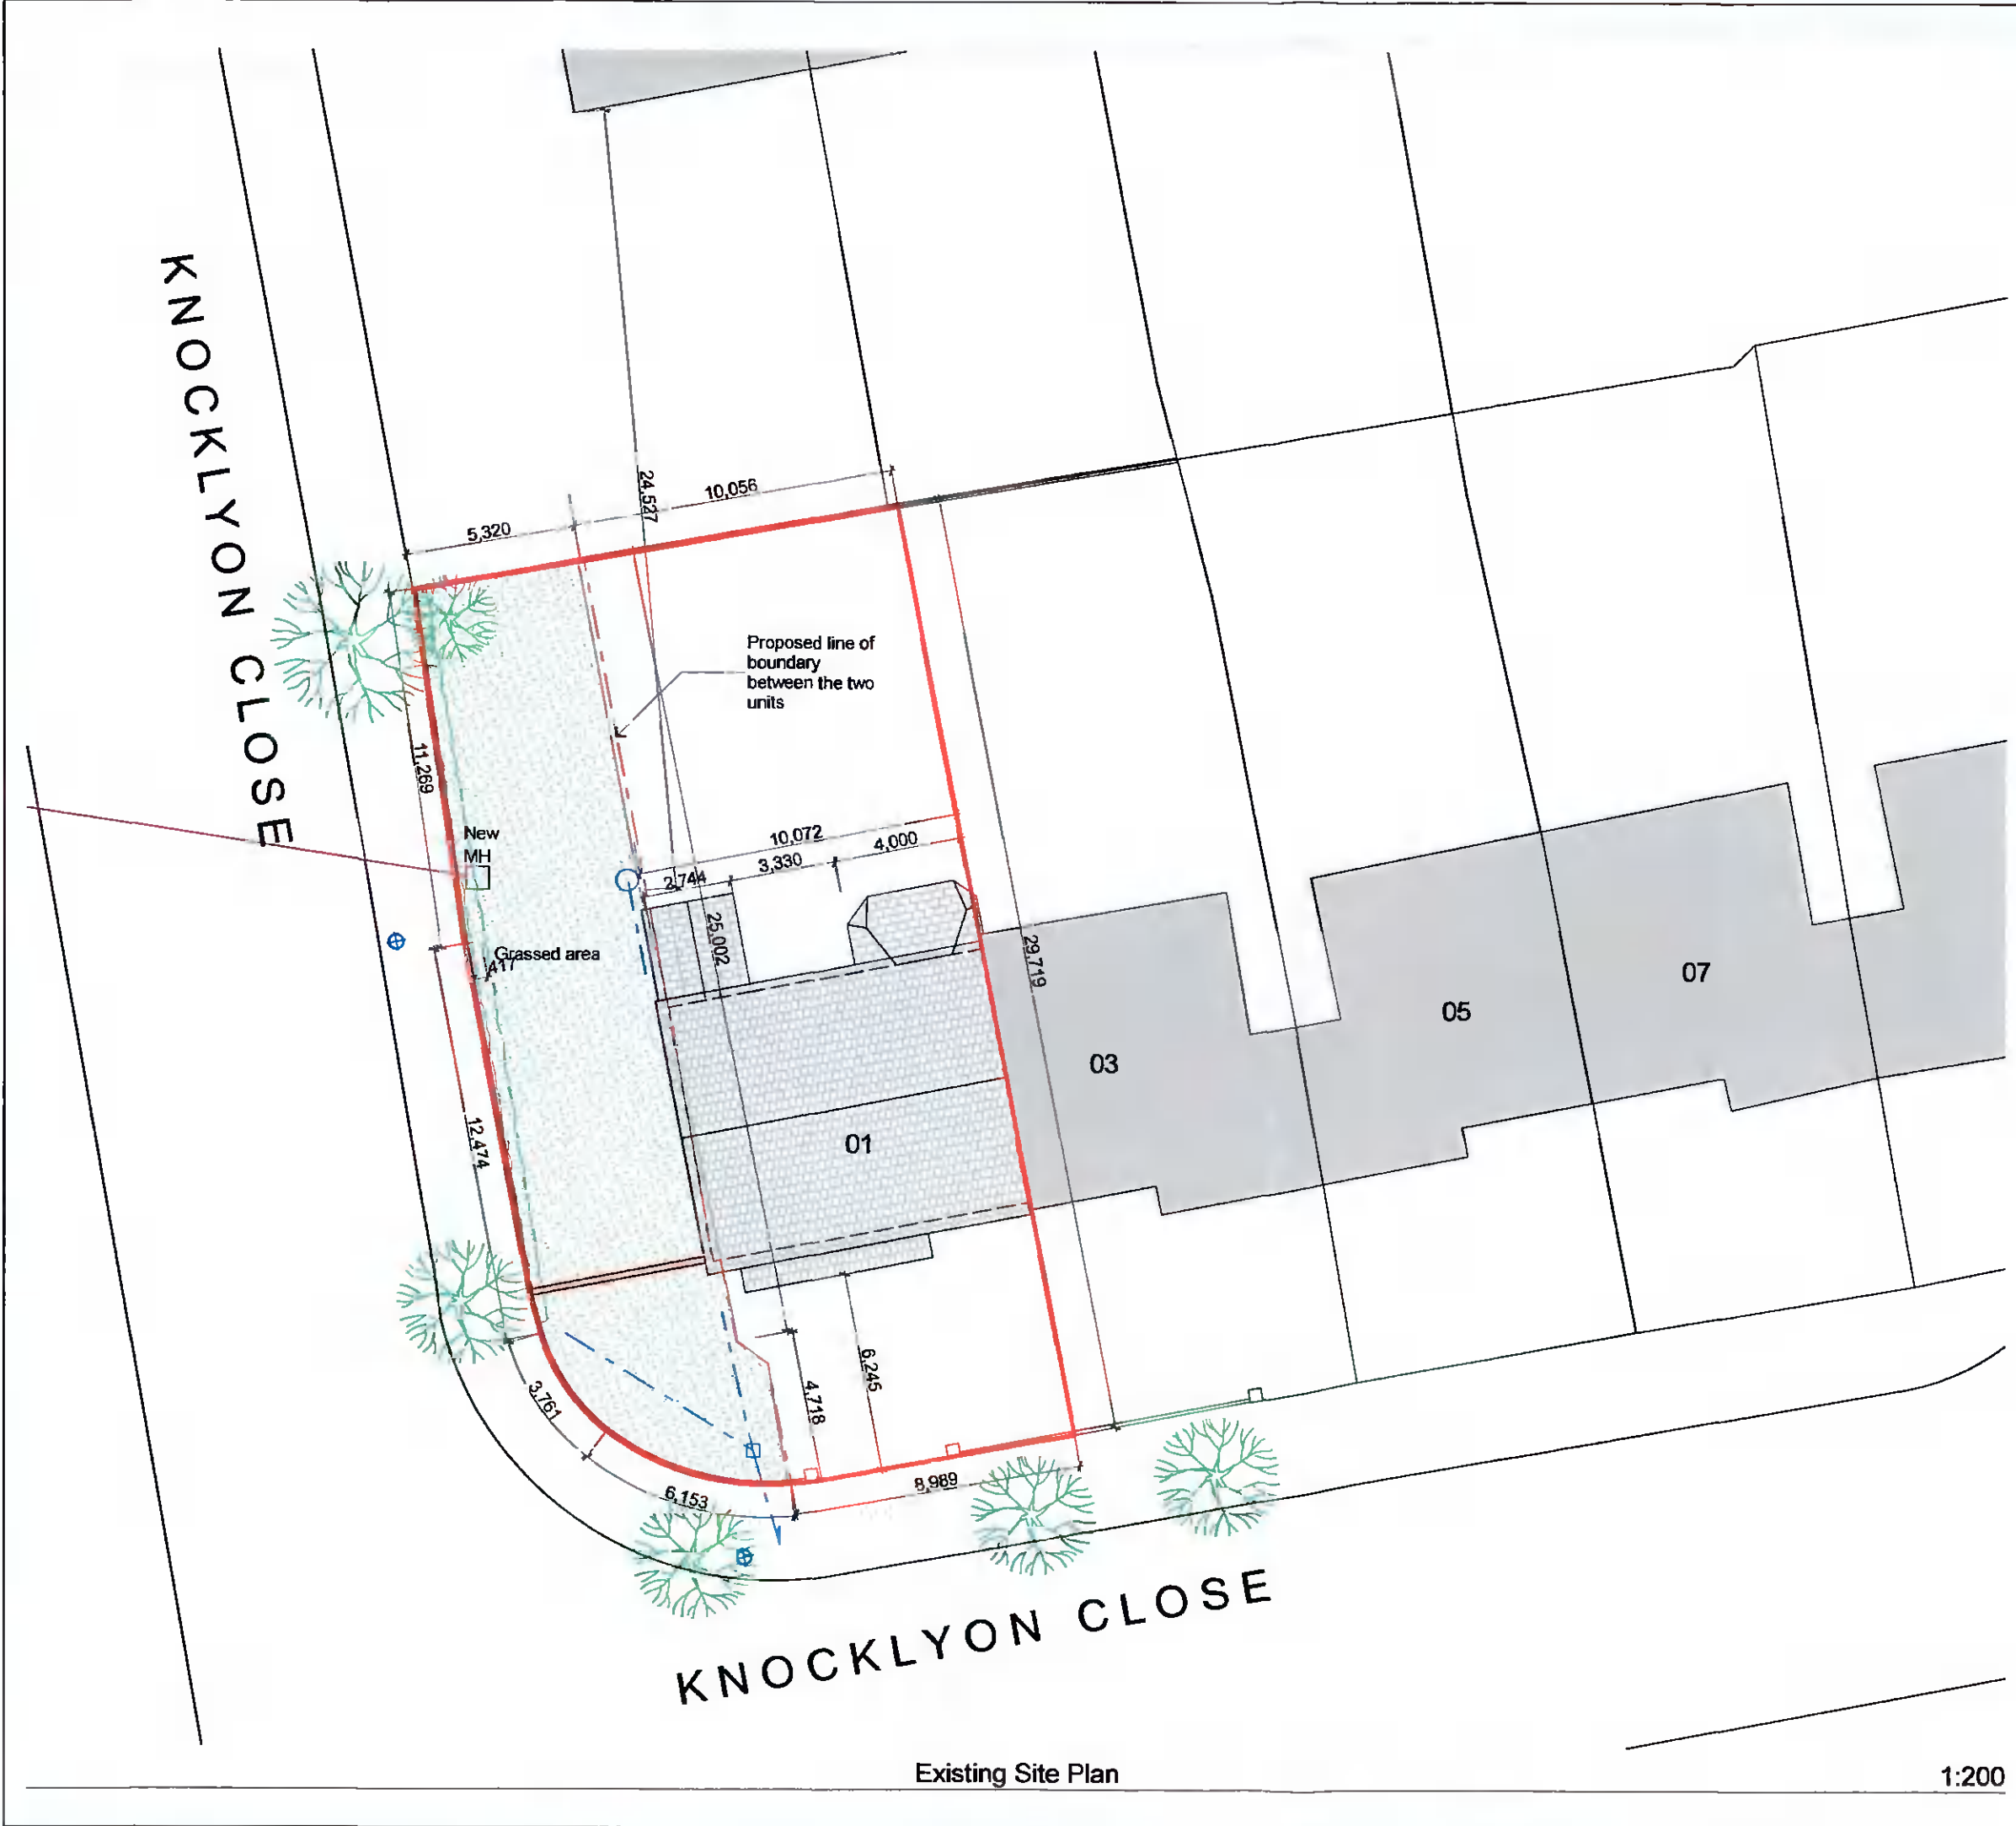 KNOCKLYON CLOSE
24,527
10,056
5,320
Proposed line of
boundary
between the two
units
11,269
New
MH
10,072
4,000
3,330
2,744
25,002
29,719
Grassed area
417
07
05
03
01
12,474
6,245
4,718
3,761
8,989
6,153
KNOCKLYON CLOSE
Existing Site Plan
1:200